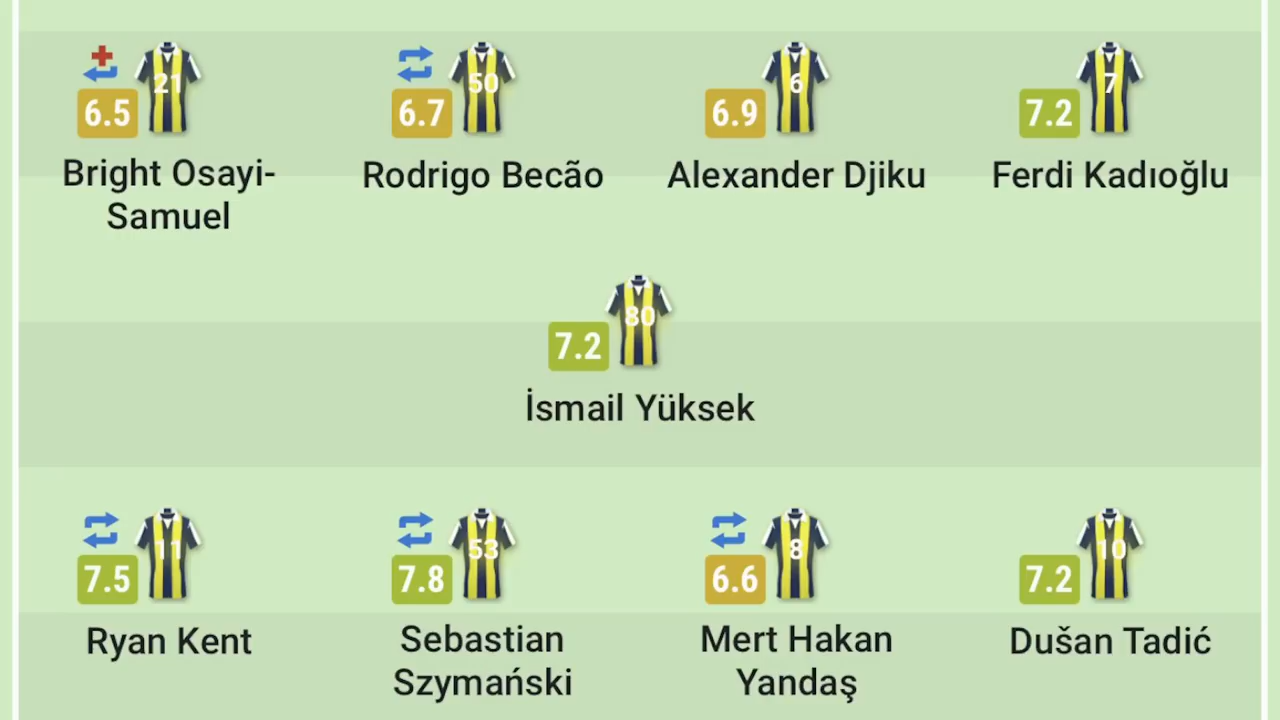 21
50
6
7
6.5
6.7
6.9
7.2
Bright Osayi-
Samuel
Rodrigo Becão
Alexander Djiku
Ferdi Kadıoğlu
80
7.2
İsmail Yüksek
11
53
8
10
7.5
7.8
6.6
7.2
Ryan Kent
Sebastian
Szymański
Mert Hakan
Yandaş
Dušan Tadić